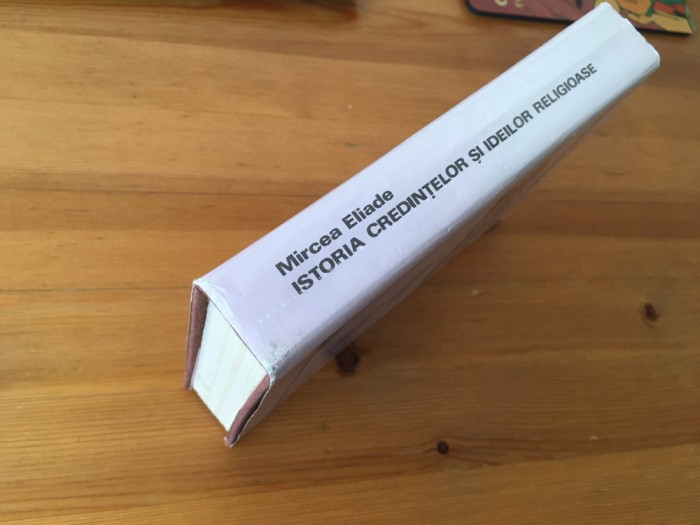 Mircea Eliade
ISTORIA CREDINȚELOR ȘI IDEILOR RELIGIOASE